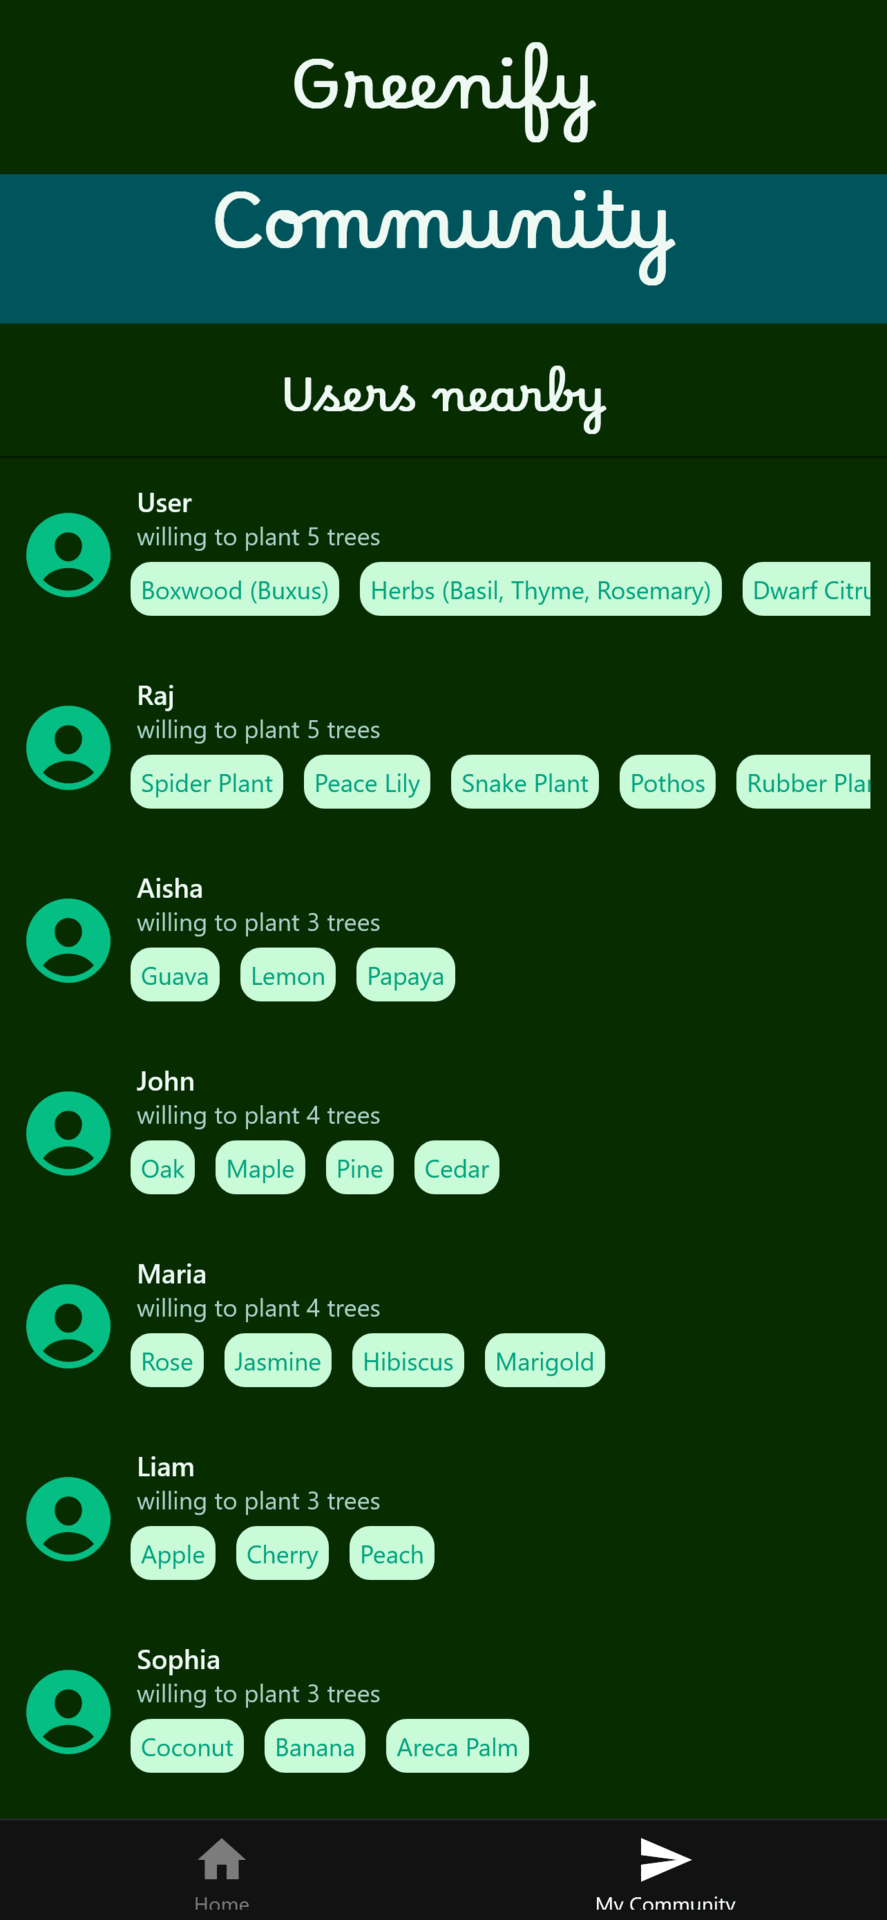 Greenify
Community
Users nearby
User
willing to plant 5 trees
Boxwood (Buxus) Herbs (Basil, Thyme, Rosemary) Dwarf Citru
Raj
willing to plant 5 trees
Spider Plant Peace Lily Snake Plant Pothos Rubber Plan
Aisha
willing to plant 3 trees
Guava Lemon Papaya
John
willing to plant 4 trees
Oak Maple Pine Cedar
Maria
willing to plant 4 trees
Rose Jasmine Hibiscus Marigold
Liam
willing to plant 3 trees
Apple Cherry Peach
Sophia
willing to plant 3 trees
Coconut Banana Areca Palm
Home My Community